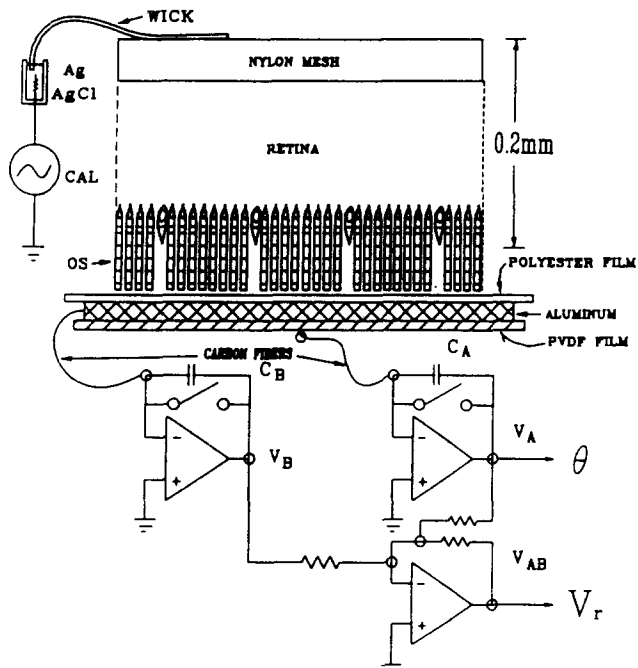 WICK
Ag
AgCl
NYLON MESH
RETINA
0.2mm
CAL
OS
POLYESTER FILM
ALUMINUM
PVDF FILM
CARBON FIBERS
C_A
C_B
V_A
θ
V_B
V_AB
V_r
- + - + - +